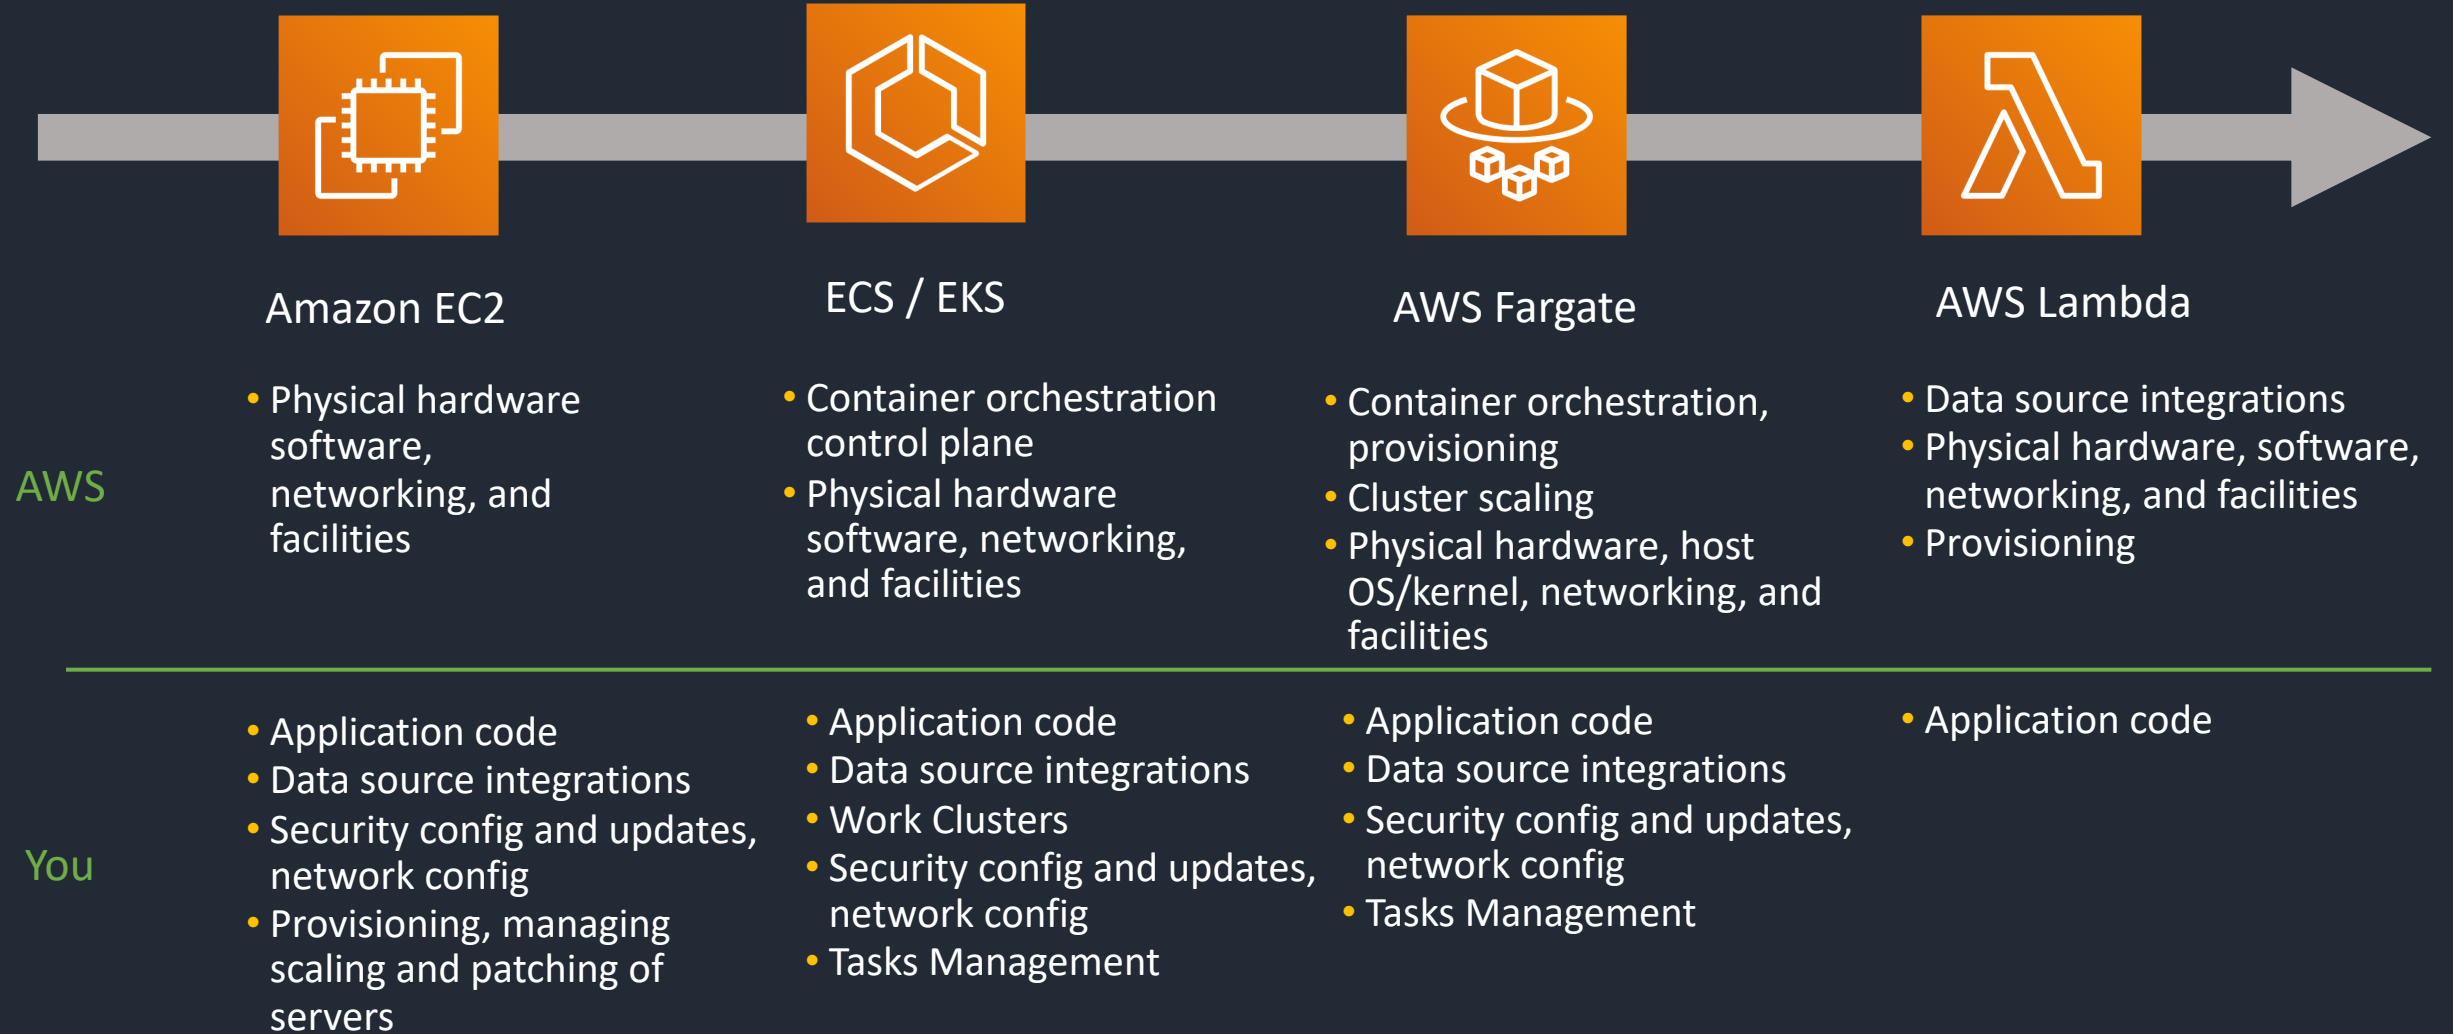 Amazon EC2
ECS / EKS
AWS Fargate
AWS Lambda
AWS
• Physical hardware
software,
networking, and
facilities
• Container orchestration
control plane
• Physical hardware
software, networking,
and facilities
• Container orchestration,
provisioning
• Cluster scaling
• Physical hardware, host
OS/kernel, networking, and
facilities
• Data source integrations
• Physical hardware, software,
networking, and facilities
• Provisioning
You
• Application code
• Data source integrations
• Security config and updates,
network config
• Provisioning, managing
scaling and patching of
servers
• Application code
• Data source integrations
• Work Clusters
• Security config and updates,
network config
• Tasks Management
• Application code
• Data source integrations
• Security config and updates,
network config
• Tasks Management
• Application code